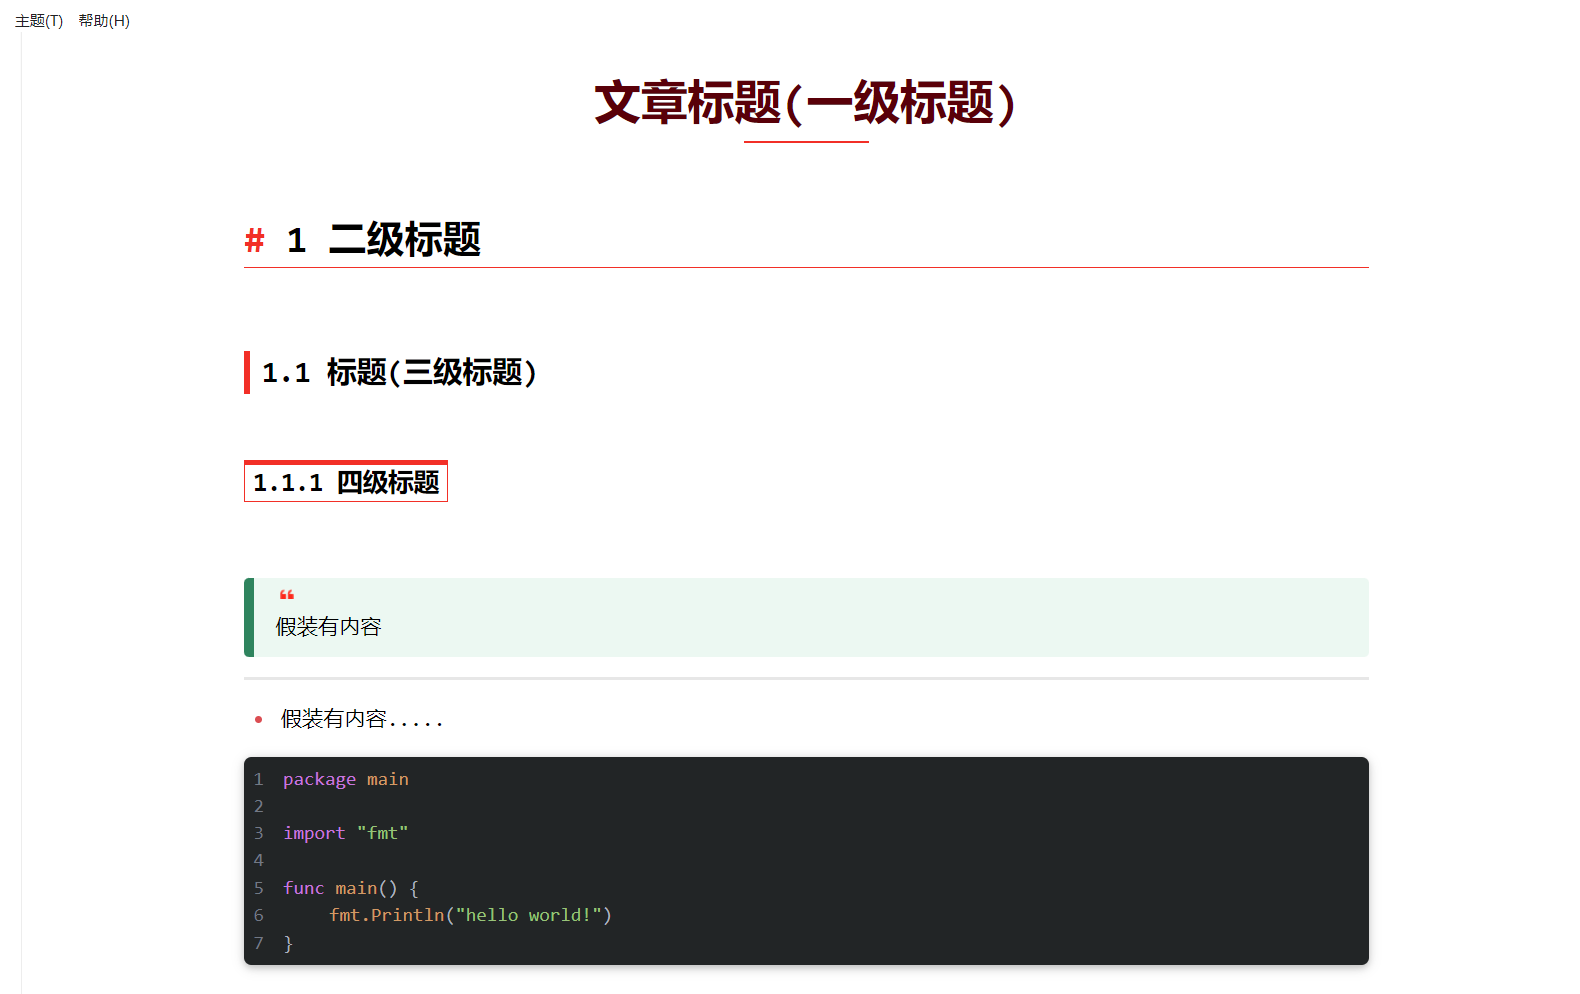 主题(T) 帮助(H)
文章标题(一级标题)
# 1 二级标题
1.1 标题(三级标题)
1.1.1 四级标题
“
假装有内容
• 假装有内容.....
1 package main
2
3 import "fmt"
4
5 func main() {
6     fmt.Println("hello world!")
7 }